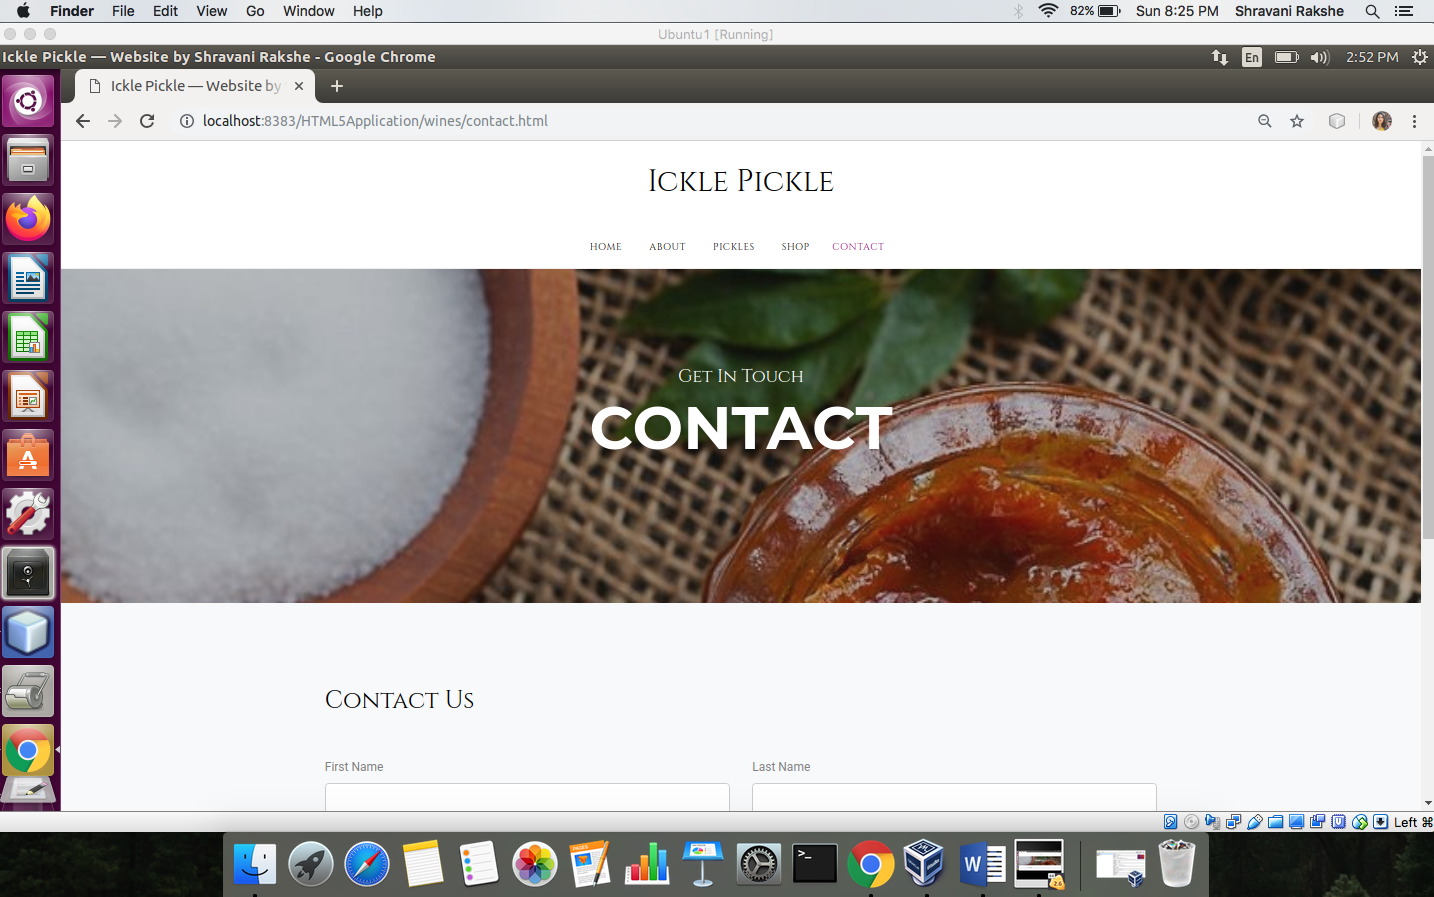 Finder File Edit View Go Window Help 82% Sun 8:25 PM Shravani Rakshe
Ubuntu1 [Running]
Ickle Pickle — Website by Shravani Rakshe - Google Chrome En 2:52 PM
Ickle Pickle — Website by
localhost:8383/HTML5Application/wines/contact.html
Ickle Pickle
HOME ABOUT PICKLES SHOP CONTACT
Get In Touch
CONTACT
Contact Us
First Name Last Name
Left ⌘